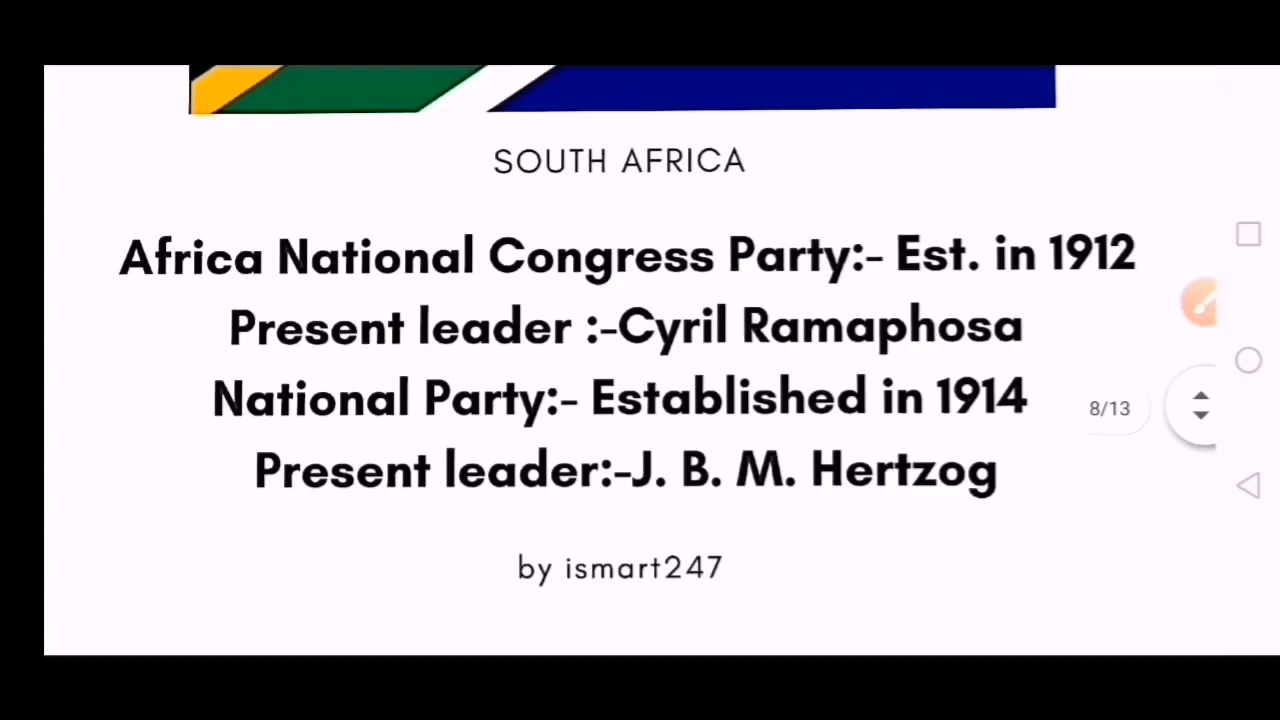 SOUTH AFRICA
Africa National Congress Party:- Est. in 1912
Present leader :-Cyril Ramaphosa
National Party:- Established in 1914
8/13
Present leader:-J. B. M. Hertzog
by ismart247